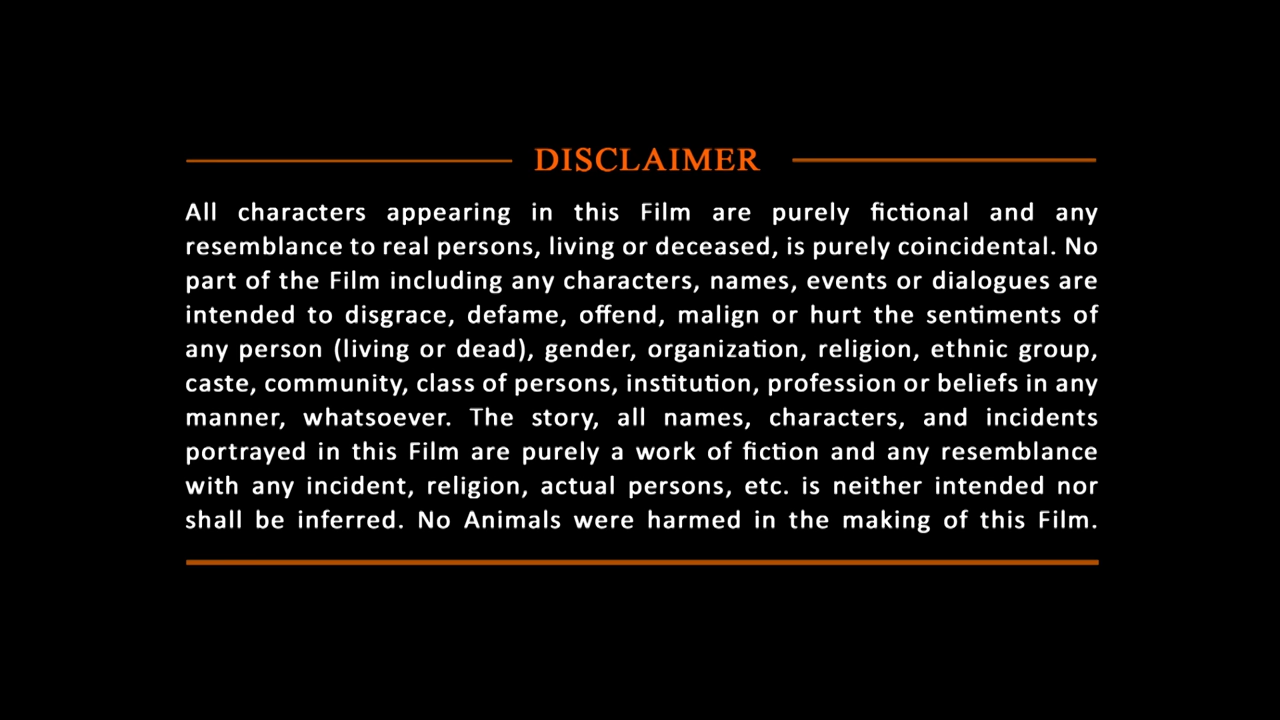 DISCLAIMER
All characters appearing in this Film are purely fictional and any
resemblance to real persons, living or deceased, is purely coincidental. No
part of the Film including any characters, names, events or dialogues are
intended to disgrace, defame, offend, malign or hurt the sentiments of
any person (living or dead), gender, organization, religion, ethnic group,
caste, community, class of persons, institution, profession or beliefs in any
manner, whatsoever. The story, all names, characters, and incidents
portrayed in this Film are purely a work of fiction and any resemblance
with any incident, religion, actual persons, etc. is neither intended nor
shall be inferred. No Animals were harmed in the making of this Film.